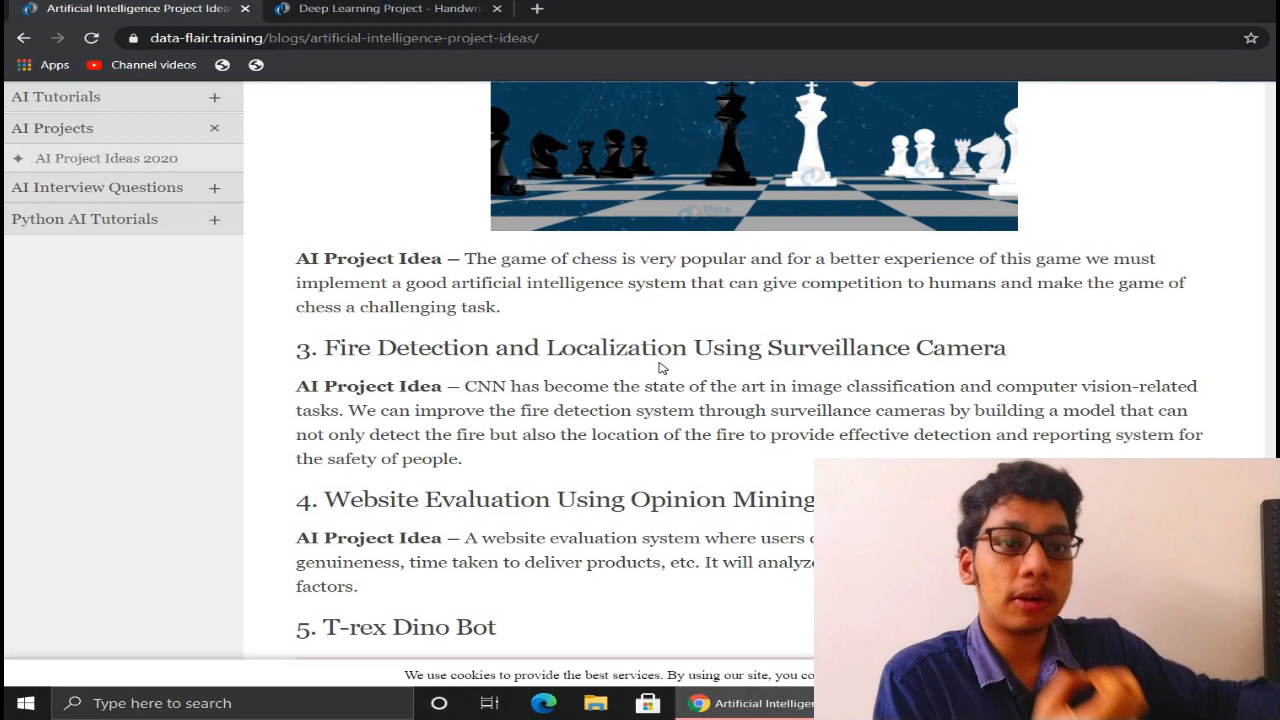 Artificial Intelligence Project Idea
Deep Learning Project - Handwr
data-flair.training/blogs/artificial-intelligence-project-ideas/
Apps
Channel videos
AI Tutorials
AI Projects
AI Project Ideas 2020
AI Interview Questions
Python AI Tutorials
AI Project Idea – The game of chess is very popular and for a better experience of this game we must
implement a good artificial intelligence system that can give competition to humans and make the game of
chess a challenging task.
3. Fire Detection and Localization Using Surveillance Camera
AI Project Idea – CNN has become the state of the art in image classification and computer vision-related
tasks. We can improve the fire detection system through surveillance cameras by building a model that can
not only detect the fire but also the location of the fire to provide effective detection and reporting system for
the safety of people.
4. Website Evaluation Using Opinion Mining
AI Project Idea – A website evaluation system where users
genuineness, time taken to deliver products, etc. It will analyze
factors.
5. T-rex Dino Bot
We use cookies to provide the best services. By using our site, you co
Type here to search
Artificial Intelligen